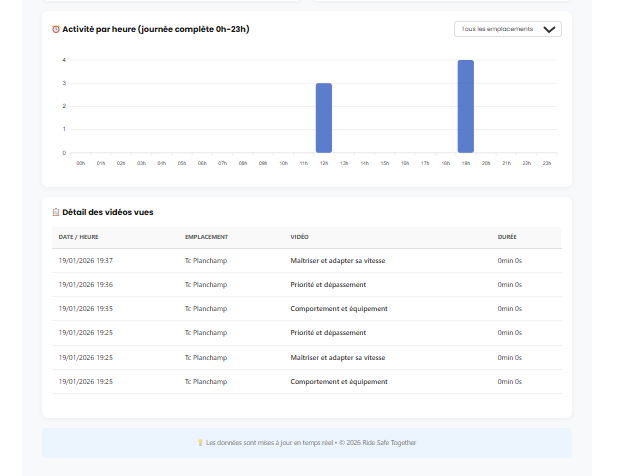 Activité par heure (journée complète 0h-23h)
Tous les emplacements
4
3
2
1
0
00h 01h 02h 03h 04h 05h 06h 07h 08h 09h 10h 11h 12h 13h 14h 15h 16h 17h 18h 19h 20h 21h 22h 23h
Détail des vidéos vues
DATE / HEURE EMPLACEMENT VIDÉO DURÉE
19/01/2026 19:37 Tc Planchamp Maîtriser et adapter sa vitesse 0min 0s
19/01/2026 19:36 Tc Planchamp Priorité et dépassement 0min 0s
19/01/2026 19:35 Tc Planchamp Comportement et équipement 0min 0s
19/01/2026 19:25 Tc Planchamp Priorité et dépassement 0min 0s
19/01/2026 19:25 Tc Planchamp Maîtriser et adapter sa vitesse 0min 0s
19/01/2026 19:25 Tc Planchamp Comportement et équipement 0min 0s
Les données sont mises à jour en temps réel • © 2026 Ride Safe Together